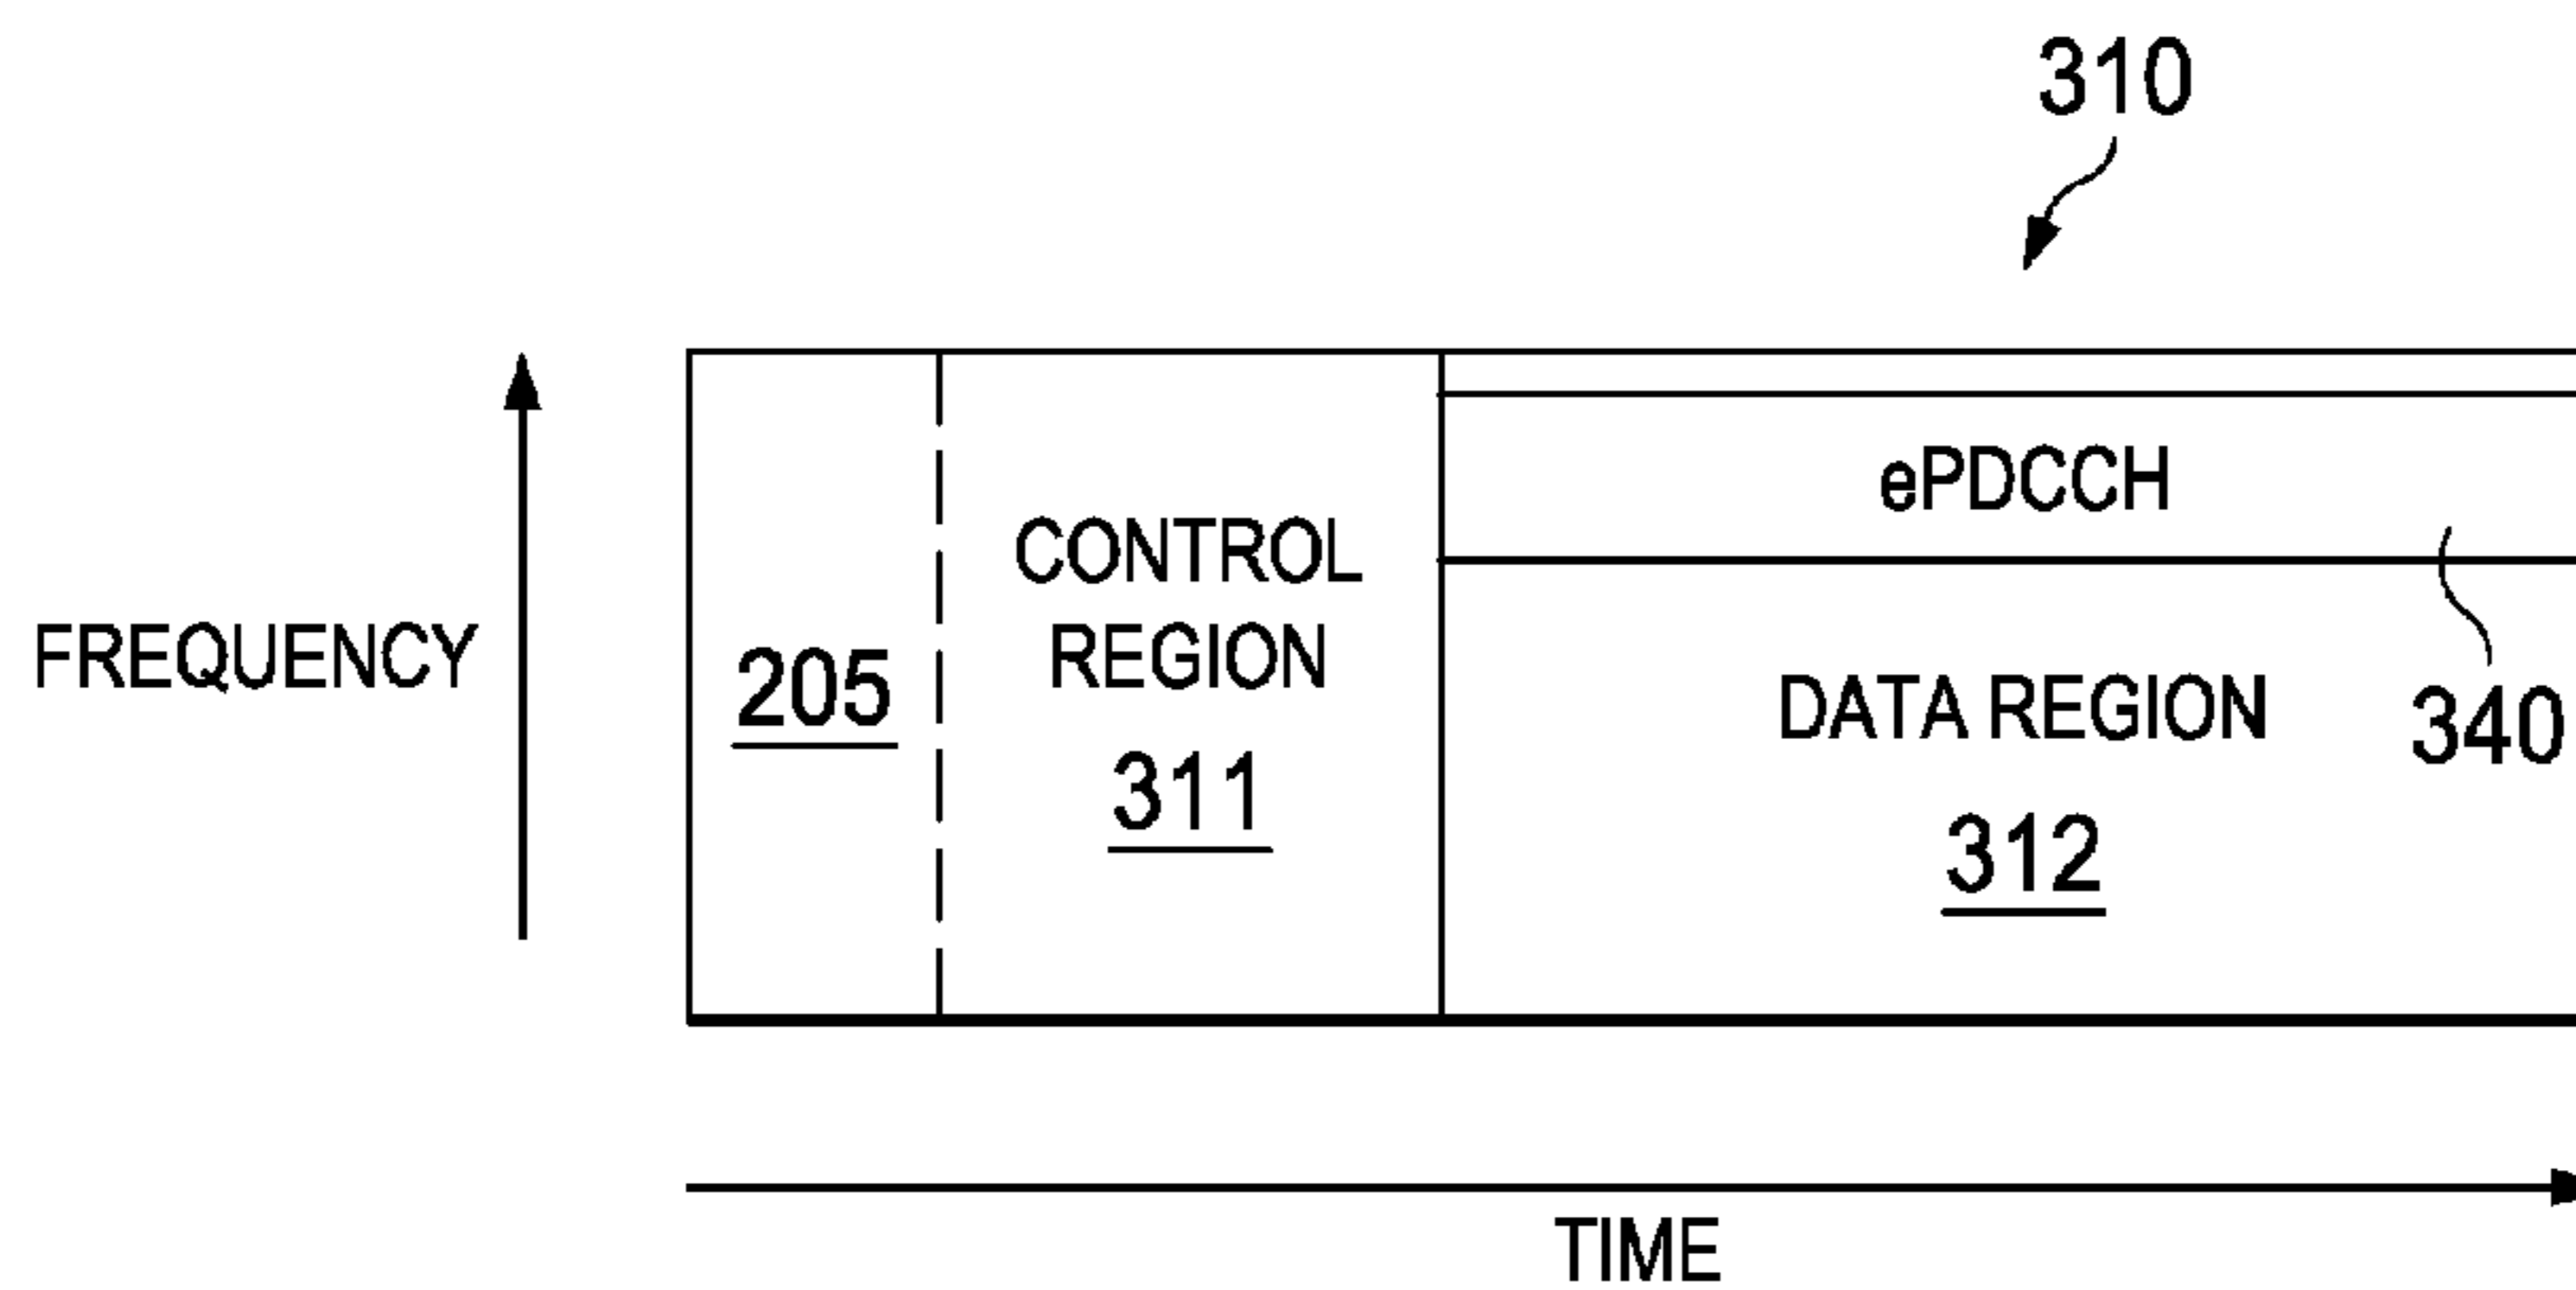 310
ePDCCH
CONTROL
REGION
311
FREQUENCY
205
DATA REGION
312
340
TIME